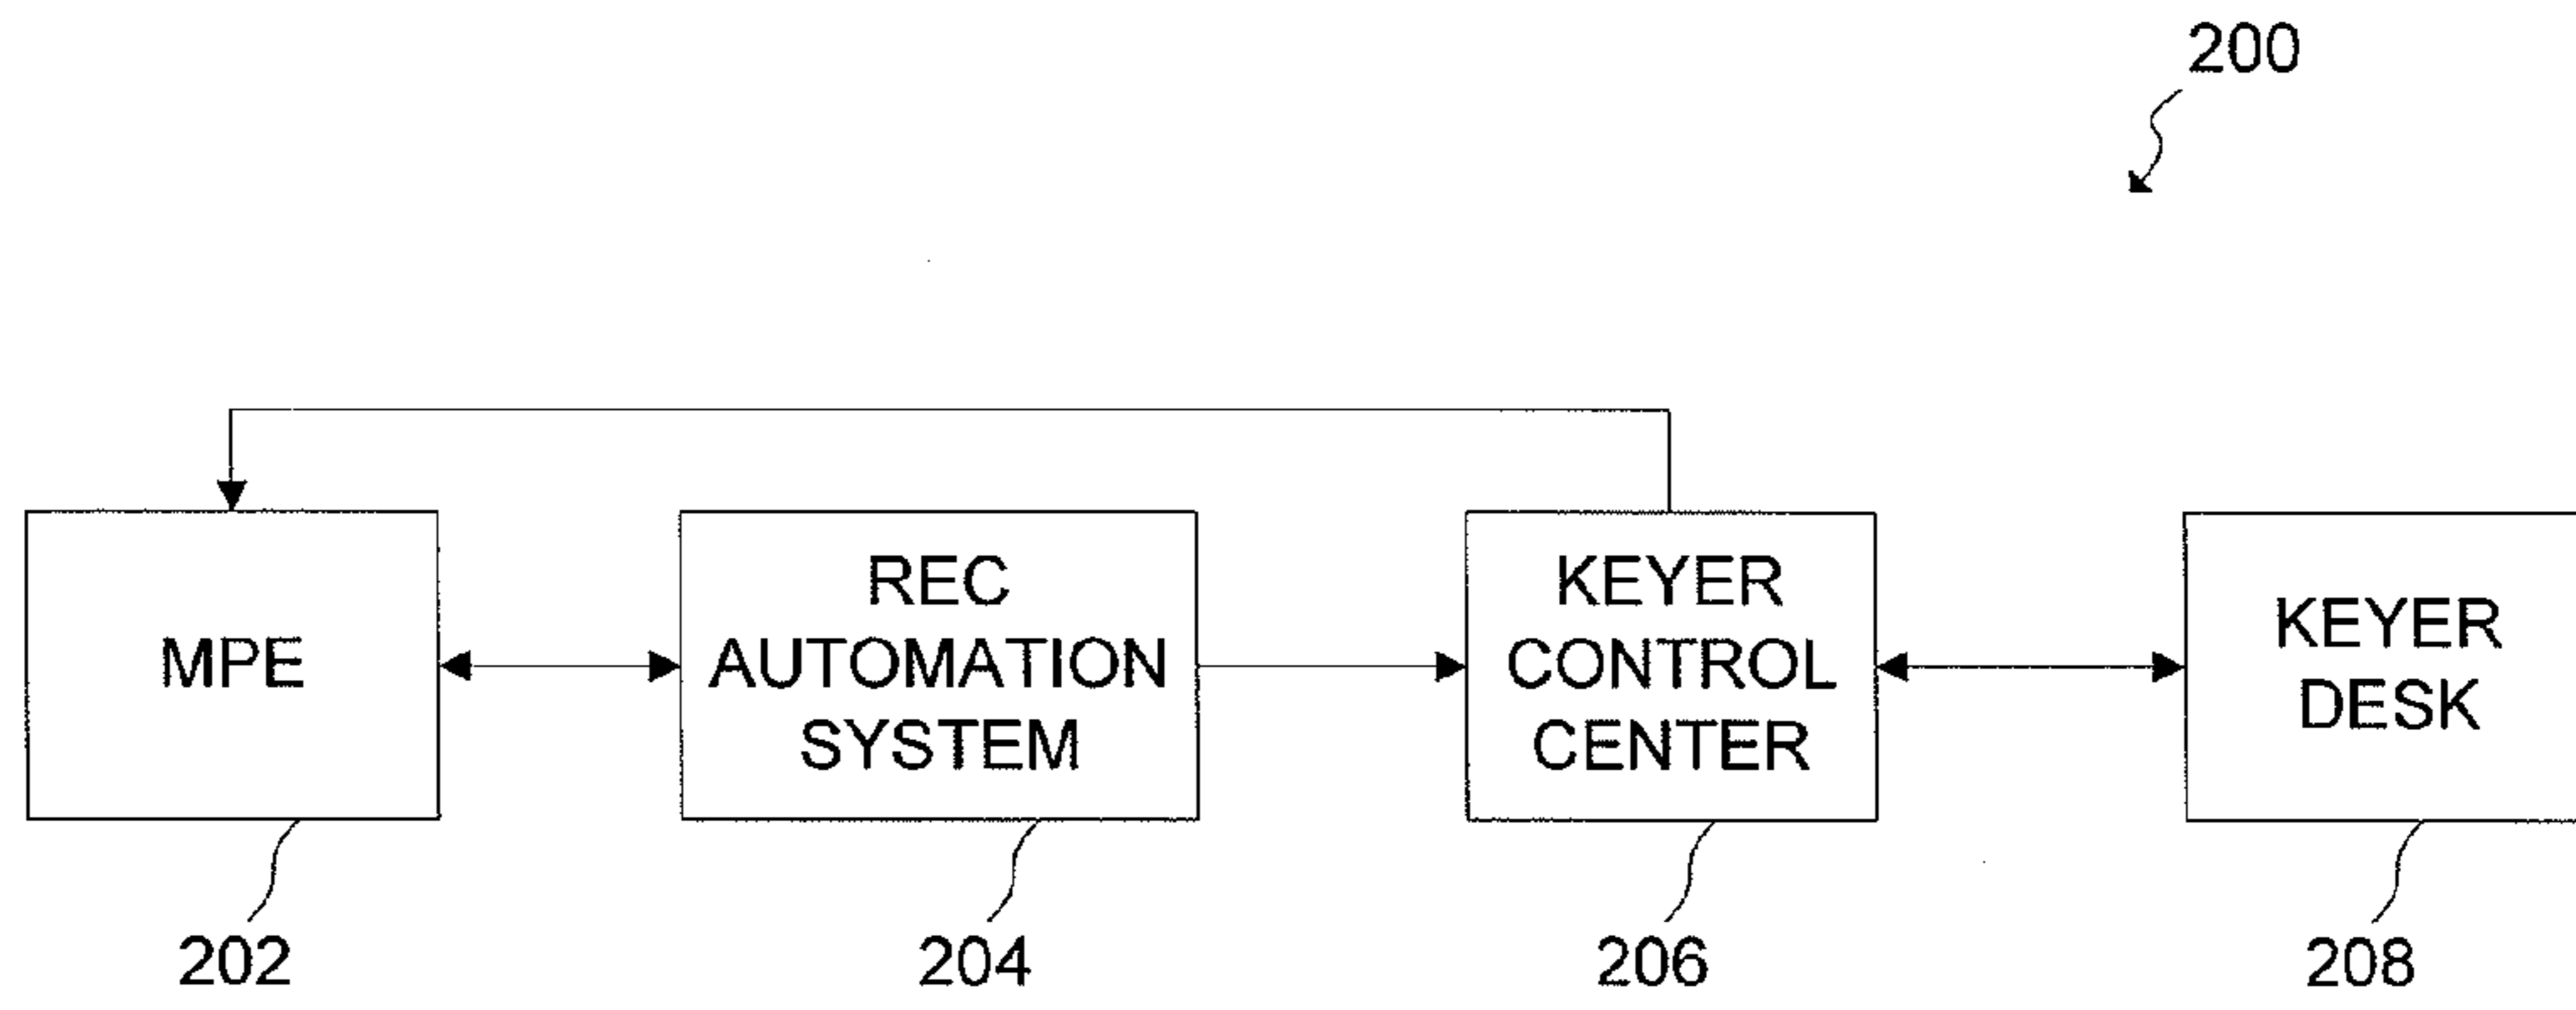 200
MPE
REC
AUTOMATION
SYSTEM
KEYER
CONTROL
CENTER
KEYER
DESK
202
204
206
208